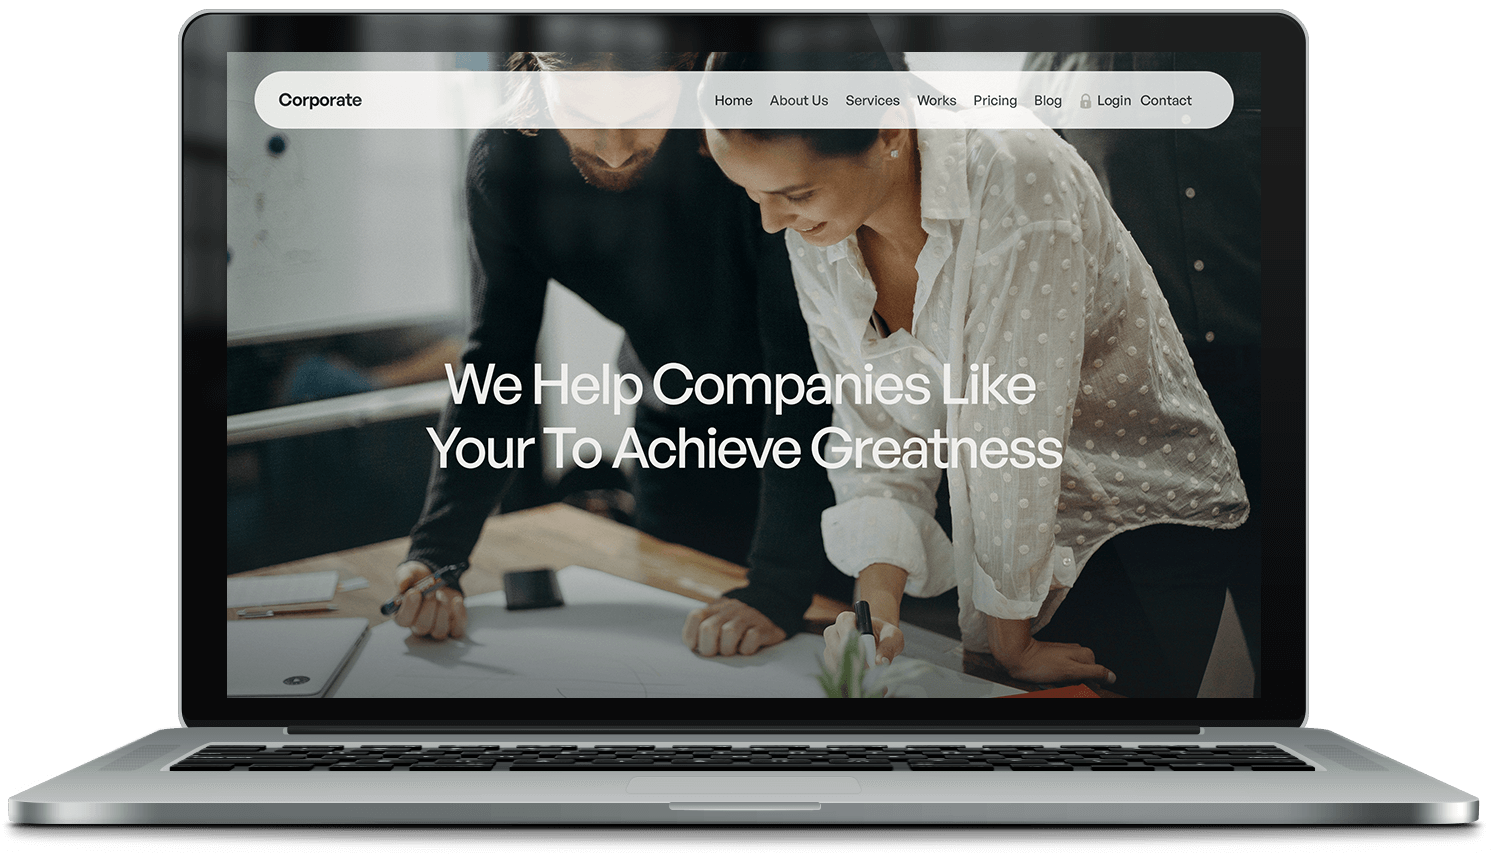 Corporate
Home About Us Services Works Pricing Blog Login Contact
We Help Companies Like
Your To Achieve Greatness